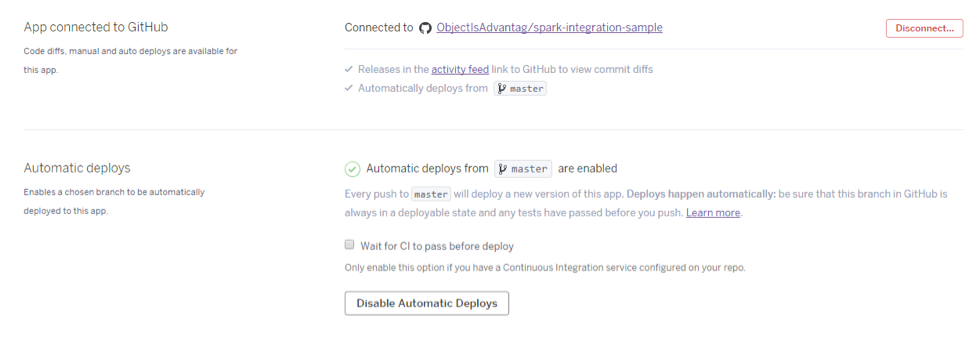 App connected to GitHub
Code diffs, manual and auto deploys are available for
this app.
Connected to ObjectIsAdvantag/spark-integration-sample
Disconnect...
Releases in the activity feed link to GitHub to view commit diffs
Automatically deploys from master
Automatic deploys
Enables a chosen branch to be automatically
deployed to this app.
Automatic deploys from master are enabled
Every push to master will deploy a new version of this app. Deploys happen automatically: be sure that this branch in GitHub is
always in a deployable state and any tests have passed before you push. Learn more.
Wait for CI to pass before deploy
Only enable this option if you have a Continuous Integration service configured on your repo.
Disable Automatic Deploys